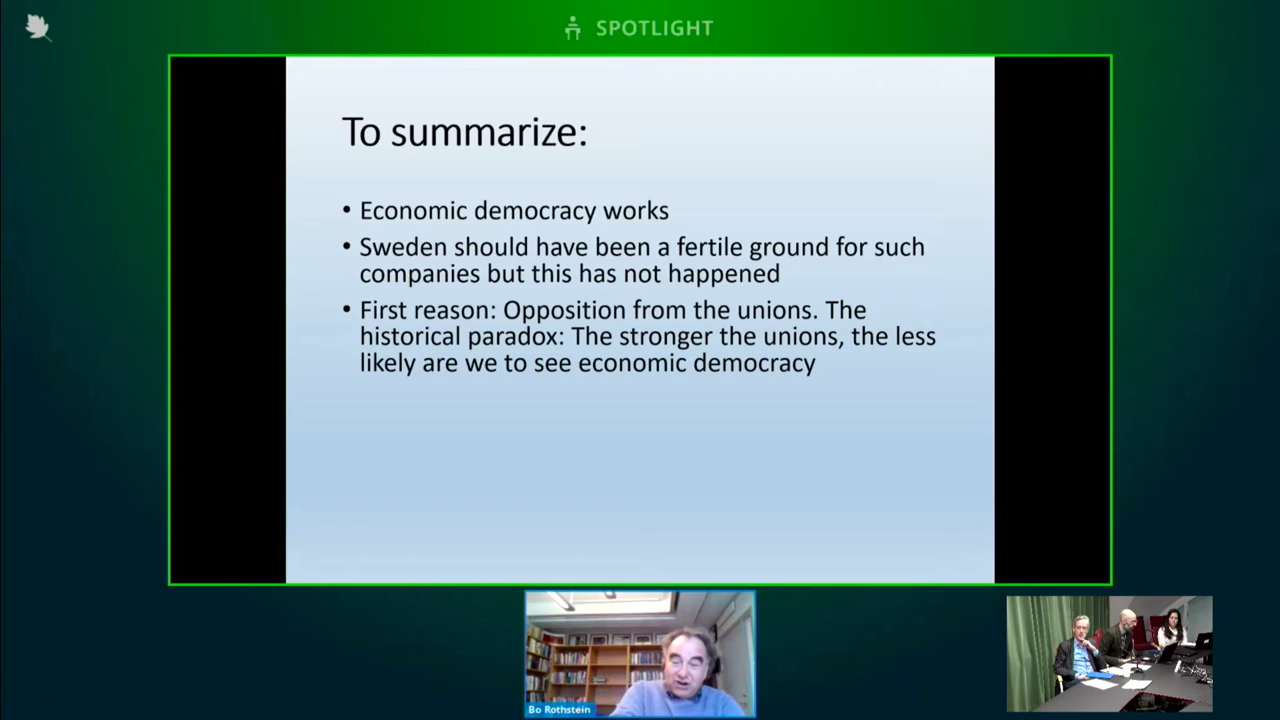 SPOTLIGHT
To summarize:
• Economic democracy works
• Sweden should have been a fertile ground for such
companies but this has not happened
• First reason: Opposition from the unions. The
historical paradox: The stronger the unions, the less
likely are we to see economic democracy
Bo Rothstein